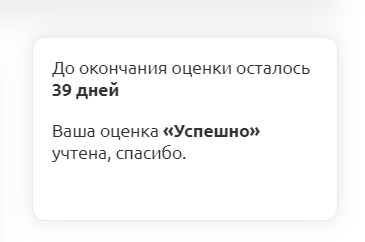 До окончания оценки осталось
39 дней
Ваша оценка «Успешно»
учтена, спасибо.